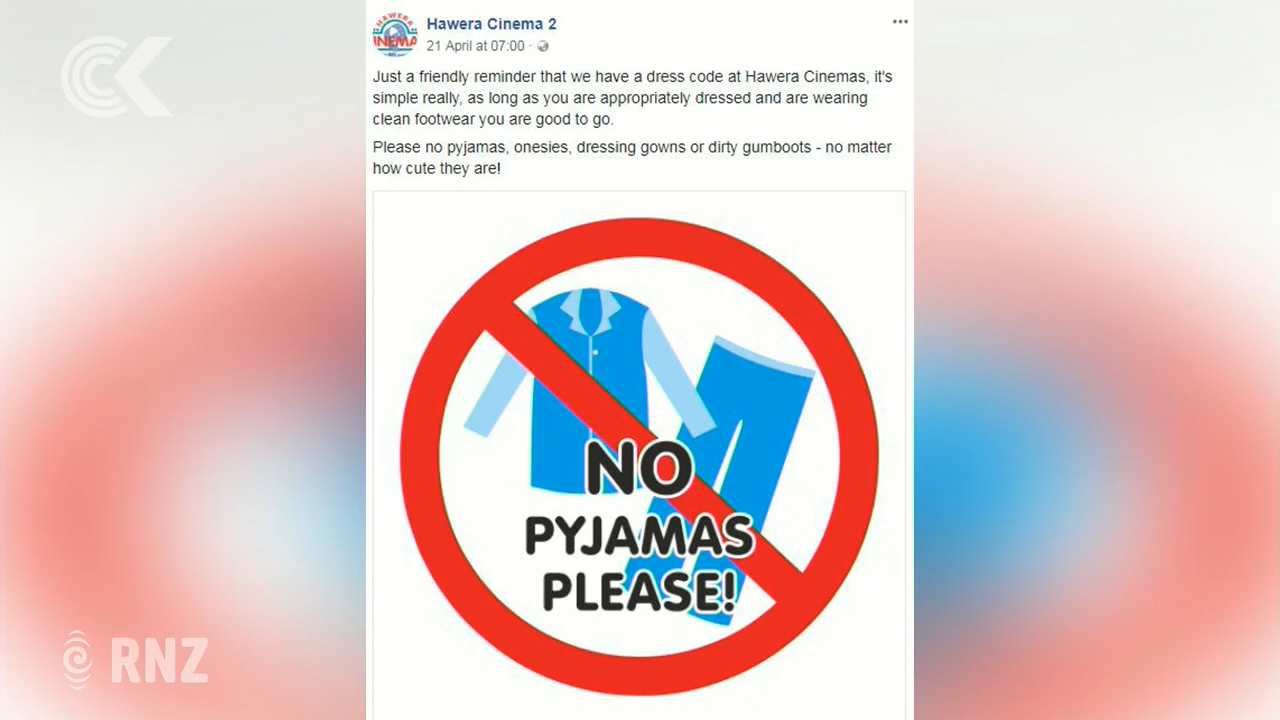 Hawera Cinema 2
21 April at 07:00 ·
Just a friendly reminder that we have a dress code at Hawera Cinemas, it's
simple really, as long as you are appropriately dressed and are wearing
clean footwear you are good to go.
Please no pyjamas, onesies, dressing gowns or dirty gumboots - no matter
how cute they are!
HAWERA
CINEMA
NO
PYJAMAS
PLEASE!
CK
RNZ